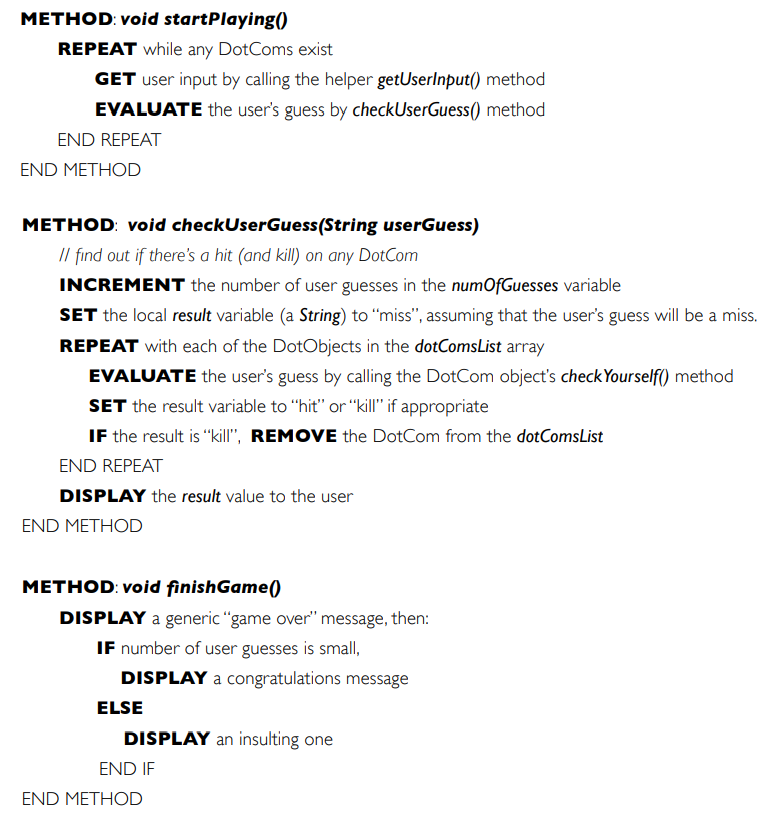 METHOD: void startPlaying()
REPEAT while any DotComs exist
GET user input by calling the helper getUserInput() method
EVALUATE the user’s guess by checkUserGuess() method
END REPEAT
END METHOD
METHOD: void checkUserGuess(String userGuess)
// find out if there’s a hit (and kill) on any DotCom
INCREMENT the number of user guesses in the numOfGuesses variable
SET the local result variable (a String) to “miss”, assuming that the user’s guess will be a miss.
REPEAT with each of the DotObjects in the dotComsList array
EVALUATE the user’s guess by calling the DotCom object’s checkYourself() method
SET the result variable to “hit” or “kill” if appropriate
IF the result is “kill”, REMOVE the DotCom from the dotComsList
END REPEAT
DISPLAY the result value to the user
END METHOD
METHOD: void finishGame()
DISPLAY a generic “game over” message, then:
IF number of user guesses is small,
DISPLAY a congratulations message
ELSE
DISPLAY an insulting one
END IF
END METHOD